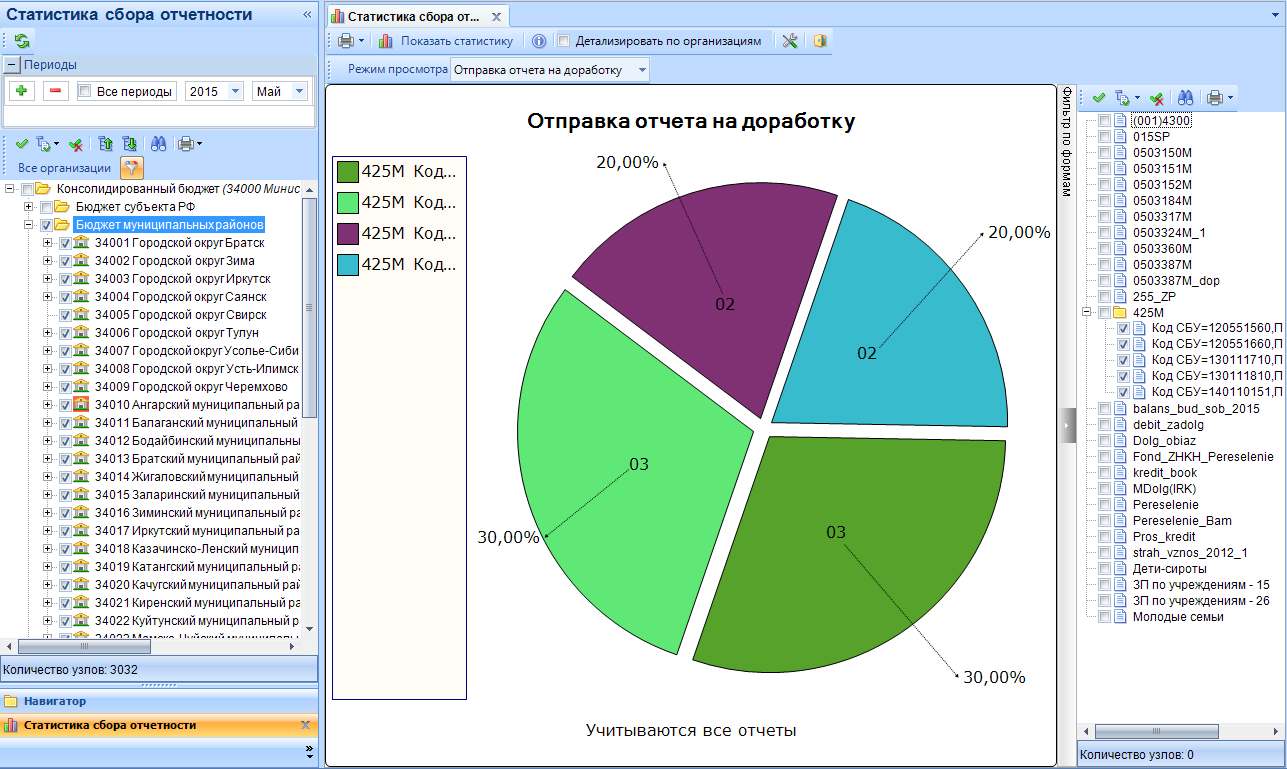 Статистика сбора отчетности
Периоды
Все периоды
2015
Май
Все организации
Консолидированный бюджет (34000 Минис
Бюджет субъекта РФ
Бюджет муниципальных районов
34001 Городской округ Братск
34002 Городской округ Зима
34003 Городской округ Иркутск
34004 Городской округ Саянск
34005 Городской округ Свирск
34006 Городской округ Тулун
34007 Городской округ Усолье-Сиби
34008 Городской округ Усть-Илимск
34009 Городской округ Черемхово
34010 Ангарский муниципальный ра
34011 Балаганский муниципальный
34012 Бодайбинский муниципальны
34013 Братский муниципальный рай
34014 Жигаловский муниципальный
34015 Заларинский муниципальный
34016 Зиминский муниципальный ра
34017 Иркутский муниципальный ра
34018 Казачинско-Ленский муницип
34019 Катангский муниципальный ра
34020 Качугский муниципальный рай
34021 Киренский муниципальный ра
34022 Куйтунский муниципальный ра
Количество узлов: 3032
Навигатор
Статистика сбора отчетности
Статистика сбора от...
Показать статистику
Детализировать по организациям
Режим просмотра
Отправка отчета на доработку
Отправка отчета на доработку
425М Код...
425М Код...
425М Код...
425М Код...
20,00%
20,00%
02
02
03
30,00%
03
30,00%
Учитываются все отчеты
Фильтр по формам
(001)4300
015SP
0503150M
0503151M
0503152M
0503184M
0503317M
0503324M_1
0503360M
0503387M
0503387M_dop
255_ZP
425М
Код СБУ=120551560,П
Код СБУ=120551660,П
Код СБУ=130111710,П
Код СБУ=130111810,П
Код СБУ=140110151,П
balans_bud_sob_2015
debit_zadolg
Dolg_obiaz
Fond_ZHKH_Pereselenie
kredit_book
MDolg(IRK)
Pereselenie
Pereselenie_Bam
Pros_kredit
strah_vznos_2012_1
Дети-сироты
ЗП по учреждениям - 15
ЗП по учреждениям - 26
Молодые семьи
Количество узлов: 0